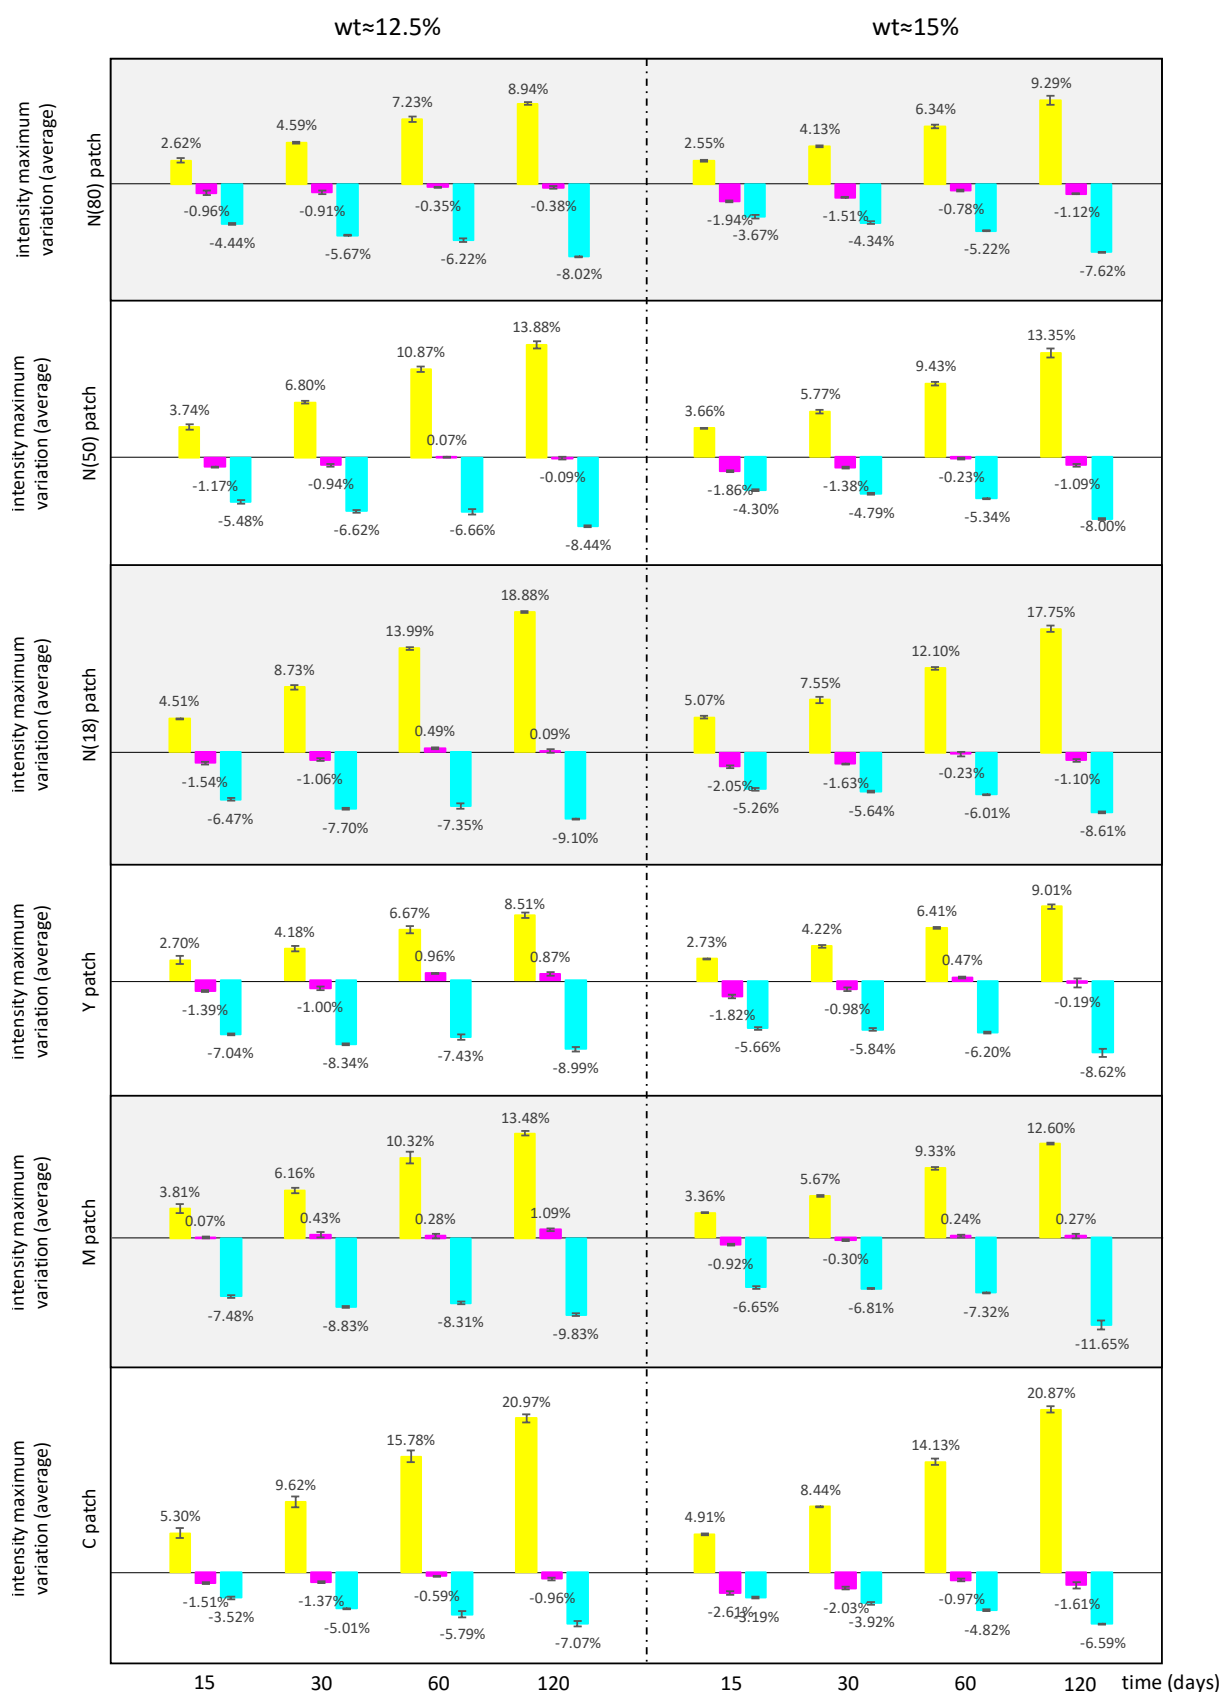 wt≈12.5% wt≈15%
intensity maximum
variation (average)
N(80) patch
2.62% 4.59% 7.23% 8.94% 2.55% 4.13% 6.34% 9.29%
-0.96% -0.91% -0.35% -0.38% -1.94% -1.51% -0.78% -1.12%
-4.44% -5.67% -6.22% -8.02% -3.67% -4.34% -5.22% -7.62%
intensity maximum
variation (average)
N(50) patch
3.74% 6.80% 10.87% 13.88% 3.66% 5.77% 9.43% 13.35%
-1.17% -0.94% 0.07% -0.09% -1.86% -1.38% -0.23% -1.09%
-5.48% -6.62% -6.66% -8.44% -4.30% -4.79% -5.34% -8.00%
intensity maximum
variation (average)
N(18) patch
4.51% 8.73% 13.99% 18.88% 5.07% 7.55% 12.10% 17.75%
-1.54% -1.06% 0.49% 0.09% -2.05% -1.63% -0.23% -1.10%
-6.47% -7.70% -7.35% -9.10% -5.26% -5.64% -6.01% -8.61%
intensity maximum
variation (average)
Y patch
2.70% 4.18% 6.67% 8.51% 2.73% 4.22% 6.41% 9.01%
-1.39% -1.00% 0.96% 0.87% -1.82% -0.98% 0.47% -0.19%
-7.04% -8.34% -7.43% -8.99% -5.66% -5.84% -6.20% -8.62%
intensity maximum
variation (average)
M patch
3.81% 6.16% 10.32% 13.48% 3.36% 5.67% 9.33% 12.60%
0.07% 0.43% 0.28% 1.09% -0.92% -0.30% 0.24% 0.27%
-7.48% -8.83% -8.31% -9.83% -6.65% -6.81% -7.32% -11.65%
intensity maximum
variation (average)
C patch
5.30% 9.62% 15.78% 20.97% 4.91% 8.44% 14.13% 20.87%
-1.51% -1.37% -0.59% -0.96% -2.61% -2.03% -0.97% -1.61%
-3.52% -5.01% -5.79% -7.07% -3.19% -3.92% -4.82% -6.59%
15 30 60 120 15 30 60 120 time (days)